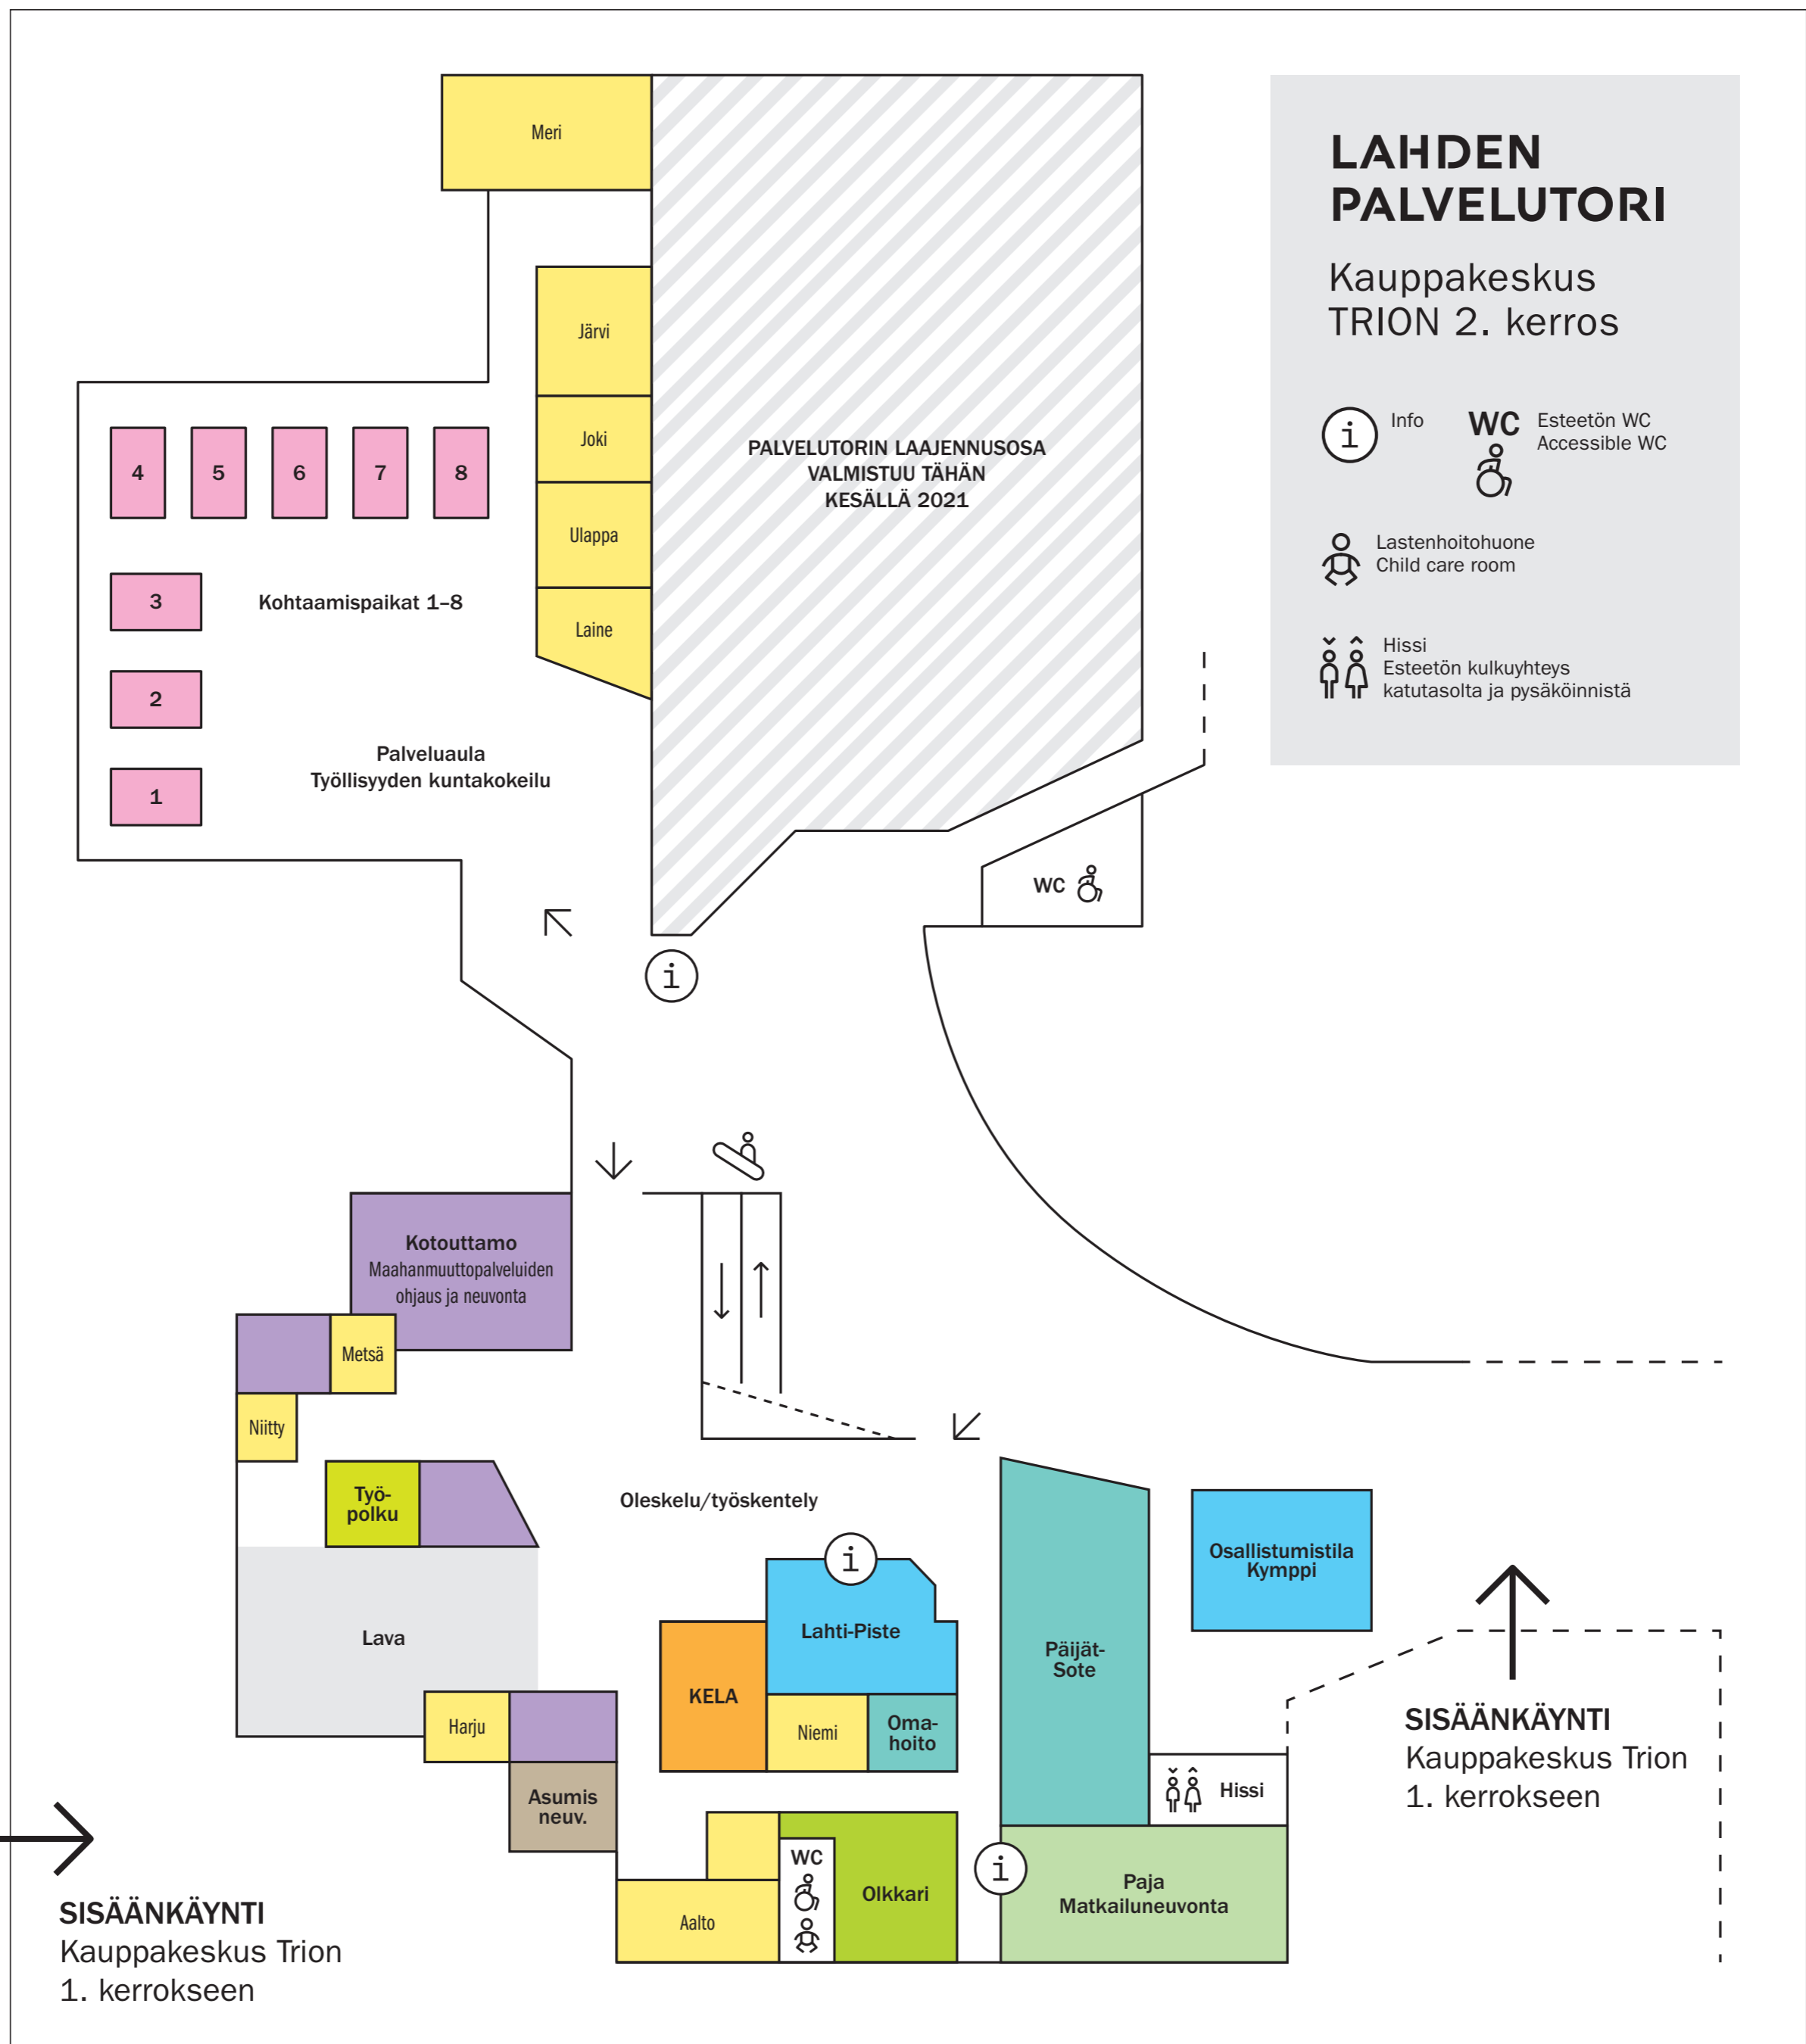 LAHDEN
PALVELUTORI
Kauppakeskus
TRION 2. kerros
i
Info
WC
Esteetön WC
Accessible WC
Lastenhoitohuone
Child care room
Hissi
Esteetön kulkuyhteys
katutasolta ja pysäköinnistä
Meri
Järvi
Joki
Ulappa
Laine
PALVELUTORIN LAAJENNUSOSA
VALMISTUU TÄHÄN
KESÄLLÄ 2021
4
5
6
7
8
3
2
1
Kohtaamispaikat 1–8
Palveluaula
Työllisyyden kuntakokeilu
WC
i
Kotouttamo
Maahanmuuttopalveluiden
ohjaus ja neuvonta
Metsä
Niitty
Työ-
polku
Oleskelu/työskentely
Lava
Harju
Asumis
neuv.
i
Lahti-Piste
KELA
Niemi
Oma-
hoito
Päijät-
Sote
Osallistumistila
Kymppi
Hissi
SISÄÄNKÄYNTI
Kauppakeskus Trion
1. kerrokseen
WC
Olkkari
Aalto
i
Paja
Matkailuneuvonta
SISÄÄNKÄYNTI
Kauppakeskus Trion
1. kerrokseen